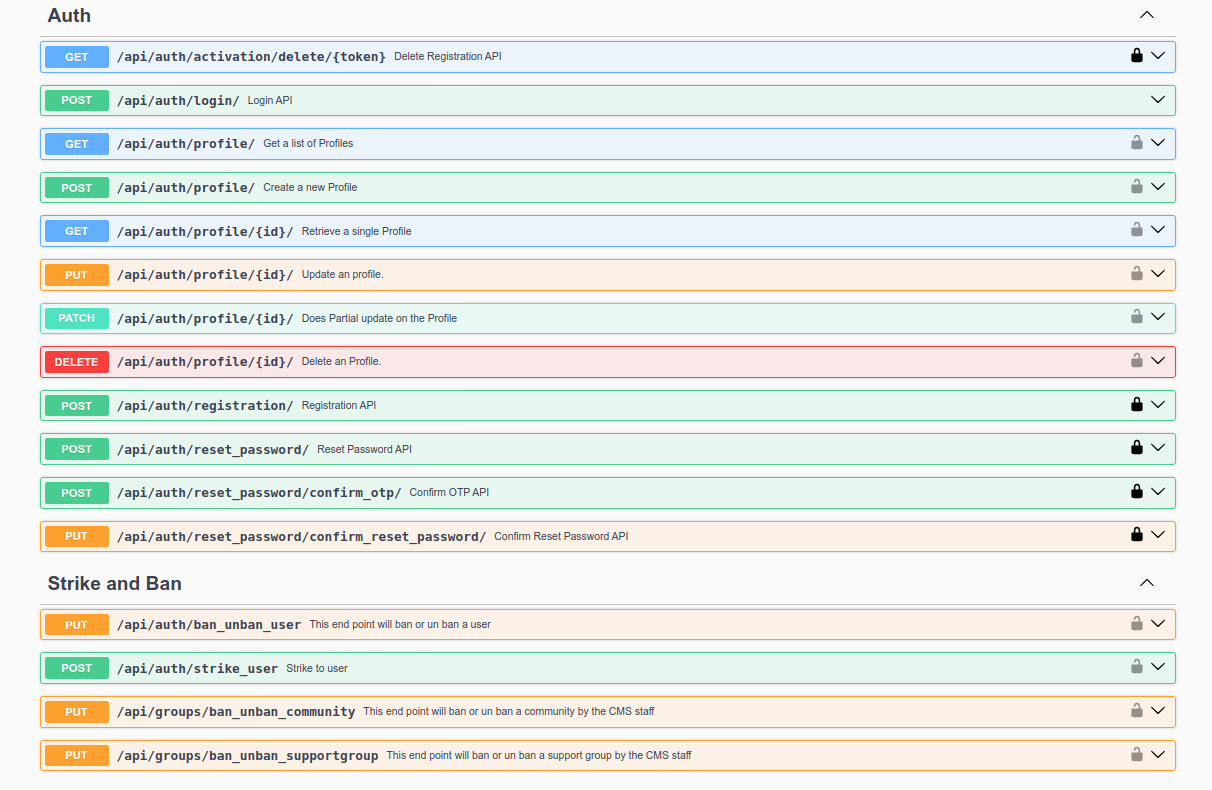 Auth
GET /api/auth/activation/delete/{token} Delete Registration API
POST /api/auth/login/ Login API
GET /api/auth/profile/ Get a list of Profiles
POST /api/auth/profile/ Create a new Profile
GET /api/auth/profile/{id}/ Retrieve a single Profile
PUT /api/auth/profile/{id}/ Update an profile.
PATCH /api/auth/profile/{id}/ Does Partial update on the Profile
DELETE /api/auth/profile/{id}/ Delete an Profile.
POST /api/auth/registration/ Registration API
POST /api/auth/reset_password/ Reset Password API
POST /api/auth/reset_password/confirm_otp/ Confirm OTP API
PUT /api/auth/reset_password/confirm_reset_password/ Confirm Reset Password API
Strike and Ban
PUT /api/auth/ban_unban_user This end point will ban or un ban a user
POST /api/auth/strike_user Strike to user
PUT /api/groups/ban_unban_community This end point will ban or un ban a community by the CMS staff
PUT /api/groups/ban_unban_supportgroup This end point will ban or un ban a support group by the CMS staff